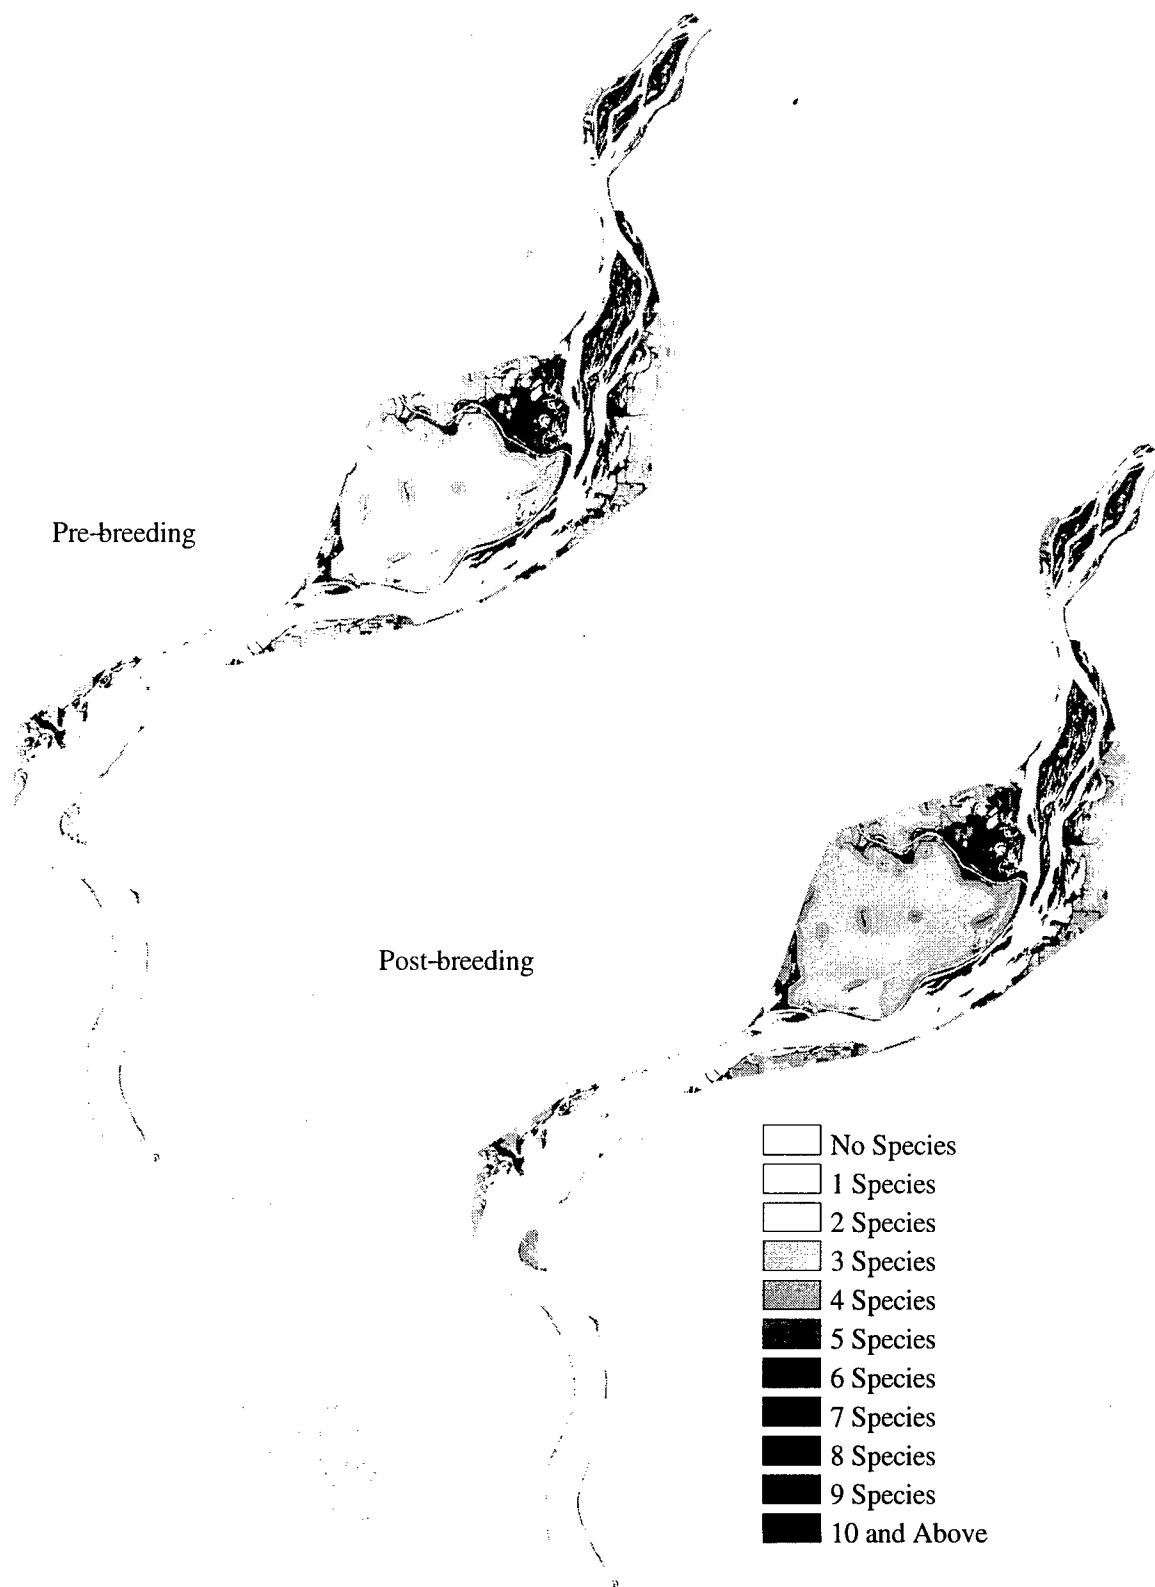 Pre-breeding
Post-breeding
No Species
1 Species
2 Species
3 Species
4 Species
5 Species
6 Species
7 Species
8 Species
9 Species
10 and Above